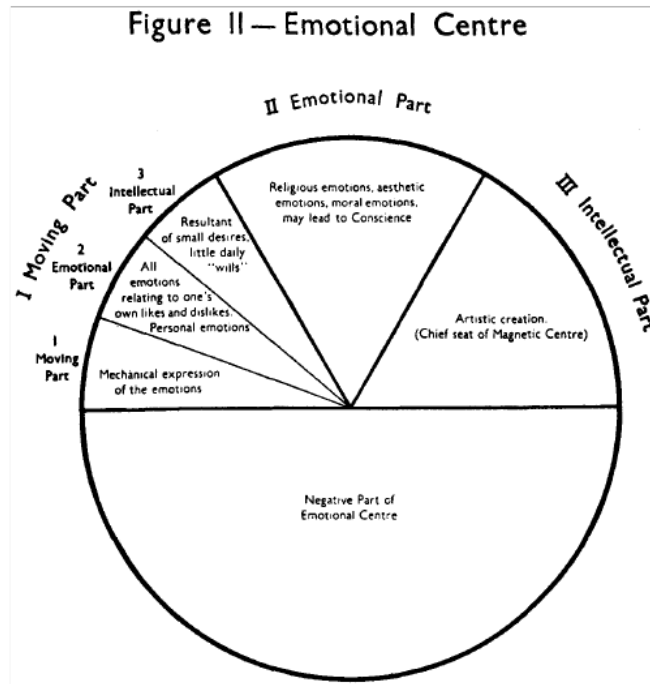 Figure II — Emotional Centre
II Emotional Part
I Moving Part
III Intellectual Part
3
Intellectual
Part
2
Emotional
Part
1
Moving
Part
Religious emotions, aesthetic
emotions, moral emotions,
may lead to Conscience
Resultant
of small desires,
little daily
"wills"
All
emotions
relating to one's
own likes and dislikes.
Personal emotions
Mechanical expression
of the emotions
Artistic creation.
(Chief seat of Magnetic Centre)
Negative Part of
Emotional Centre